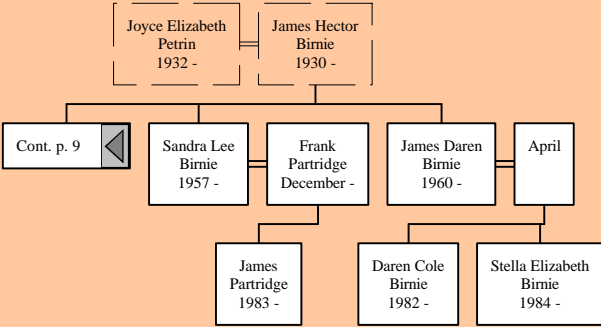 Joyce Elizabeth
Petrin
1932 -
James Hector
Birnie
1930 -
Cont. p. 9
Sandra Lee
Birnie
1957 -
Frank
Partridge
December -
James Daren
Birnie
1960 -
April
James
Partridge
1983 -
Daren Cole
Birnie
1982 -
Stella Elizabeth
Birnie
1984 -